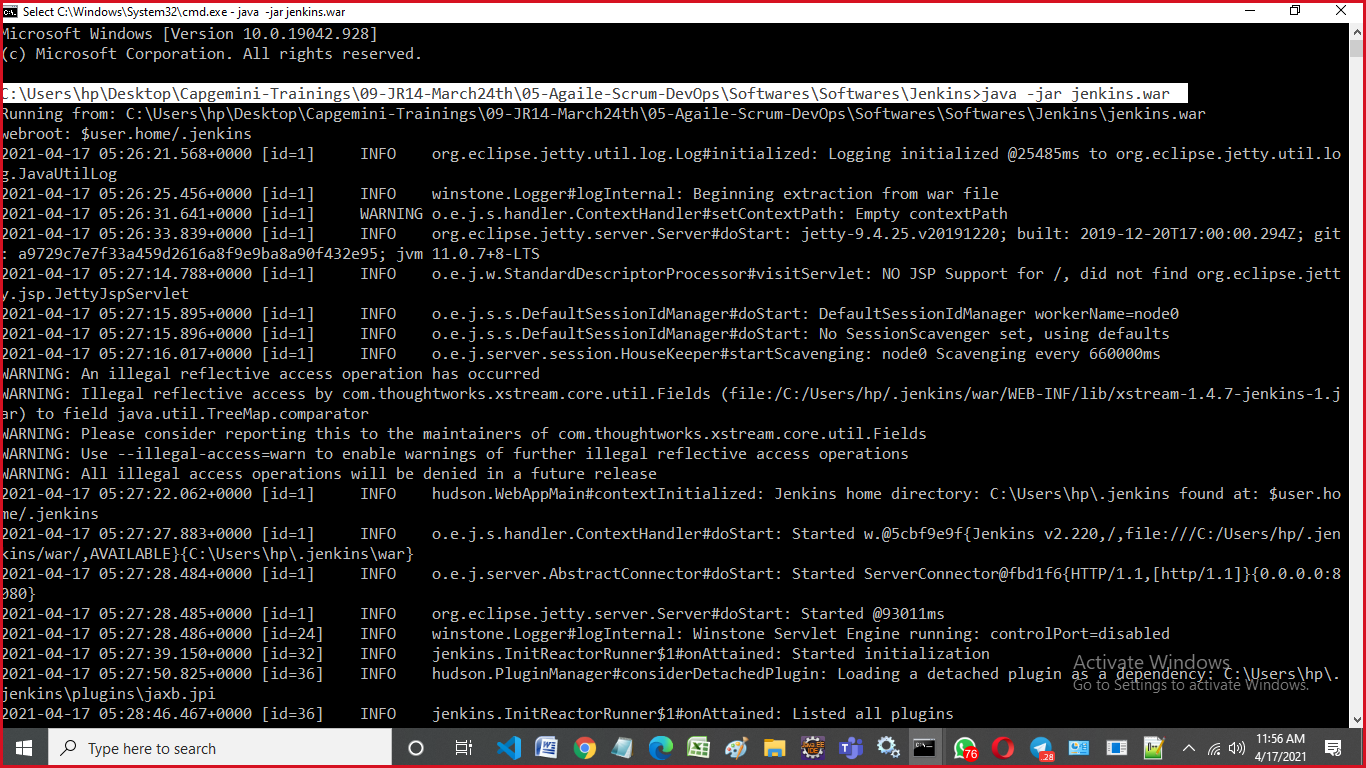 Select C:\Windows\System32\cmd.exe - java -jar jenkins.war
Microsoft Windows [Version 10.0.19042.928]
(c) Microsoft Corporation. All rights reserved.
C:\Users\hp\Desktop\Capgemini-Trainings\09-JR14-March24th\05-Agaile-Scrum-DevOps\Softwares\Softwares\Jenkins>java -jar jenkins.war
Running from: C:\Users\hp\Desktop\Capgemini-Trainings\09-JR14-March24th\05-Agaile-Scrum-DevOps\Softwares\Softwares\Jenkins\jenkins.war
webroot: $user.home/.jenkins
2021-04-17 05:26:21.568+0000 [id=1] INFO org.eclipse.jetty.util.log.Log#initialized: Logging initialized @25485ms to org.eclipse.jetty.util.lo
g.JavaUtilLog
2021-04-17 05:26:25.456+0000 [id=1] INFO winstone.Logger#logInternal: Beginning extraction from war file
2021-04-17 05:26:31.641+0000 [id=1] WARNING o.e.j.s.handler.ContextHandler#setContextPath: Empty contextPath
2021-04-17 05:26:33.839+0000 [id=1] INFO org.eclipse.jetty.server.Server#doStart: jetty-9.4.25.v20191220; built: 2019-12-20T17:00:00.294Z; git
: a9729c7e7f33a459d2616a8f9e9ba8a90f432e95; jvm 11.0.7+8-LTS
2021-04-17 05:27:14.788+0000 [id=1] INFO o.e.j.w.StandardDescriptorProcessor#visitServlet: NO JSP Support for /, did not find org.eclipse.jett
y.jsp.JettyJspServlet
2021-04-17 05:27:15.895+0000 [id=1] INFO o.e.j.s.s.DefaultSessionIdManager#doStart: DefaultSessionIdManager workerName=node0
2021-04-17 05:27:15.896+0000 [id=1] INFO o.e.j.s.s.DefaultSessionIdManager#doStart: No SessionScavenger set, using defaults
2021-04-17 05:27:16.017+0000 [id=1] INFO o.e.j.server.session.HouseKeeper#startScavenging: node0 Scavenging every 660000ms
WARNING: An illegal reflective access operation has occurred
WARNING: Illegal reflective access by com.thoughtworks.xstream.core.util.Fields (file:/C:/Users/hp/.jenkins/war/WEB-INF/lib/xstream-1.4.7-jenkins-1.j
ar) to field java.util.TreeMap.comparator
WARNING: Please consider reporting this to the maintainers of com.thoughtworks.xstream.core.util.Fields
WARNING: Use --illegal-access=warn to enable warnings of further illegal reflective access operations
WARNING: All illegal access operations will be denied in a future release
2021-04-17 05:27:22.062+0000 [id=1] INFO hudson.WebAppMain#contextInitialized: Jenkins home directory: C:\Users\hp\.jenkins found at: $user.ho
me/.jenkins
2021-04-17 05:27:27.883+0000 [id=1] INFO o.e.j.s.handler.ContextHandler#doStart: Started w.@5cbf9e9f{Jenkins v2.220,/,file:///C:/Users/hp/.jen
kins/war/,AVAILABLE}{C:\Users\hp\.jenkins\war}
2021-04-17 05:27:28.484+0000 [id=1] INFO o.e.j.server.AbstractConnector#doStart: Started ServerConnector@fbd1f6{HTTP/1.1,[http/1.1]}{0.0.0.0:8
080}
2021-04-17 05:27:28.485+0000 [id=1] INFO org.eclipse.jetty.server.Server#doStart: Started @93011ms
2021-04-17 05:27:28.486+0000 [id=24] INFO winstone.Logger#logInternal: Winstone Servlet Engine running: controlPort=disabled
2021-04-17 05:27:39.150+0000 [id=32] INFO jenkins.InitReactorRunner$1#onAttained: Started initialization
2021-04-17 05:27:50.825+0000 [id=36] INFO hudson.PluginManager#considerDetachedPlugin: Loading a detached plugin as a dependency: C:\Users\hp\.
jenkins\plugins\jaxb.jpi
2021-04-17 05:28:46.467+0000 [id=36] INFO jenkins.InitReactorRunner$1#onAttained: Listed all plugins
Activate Windows
Go to Settings to activate Windows.
Type here to search
76
28
11:56 AM
4/17/2021